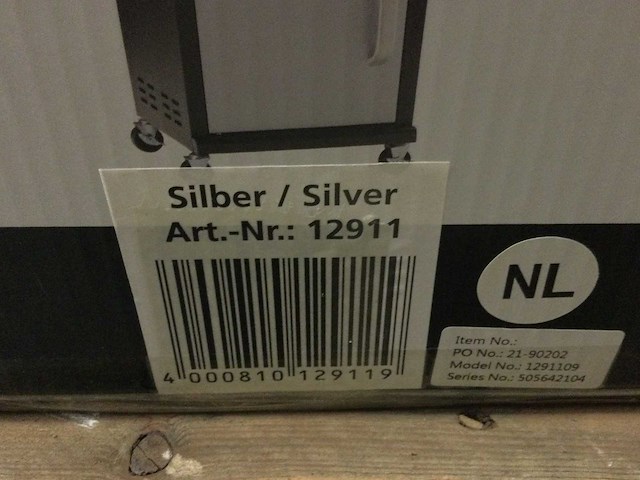 Silber / Silver
Art.-Nr.: 12911
4 000810 129119
NL
Item No.:
PO No.: 21-90202
Model No.: 1291109
Series No.: 505642104